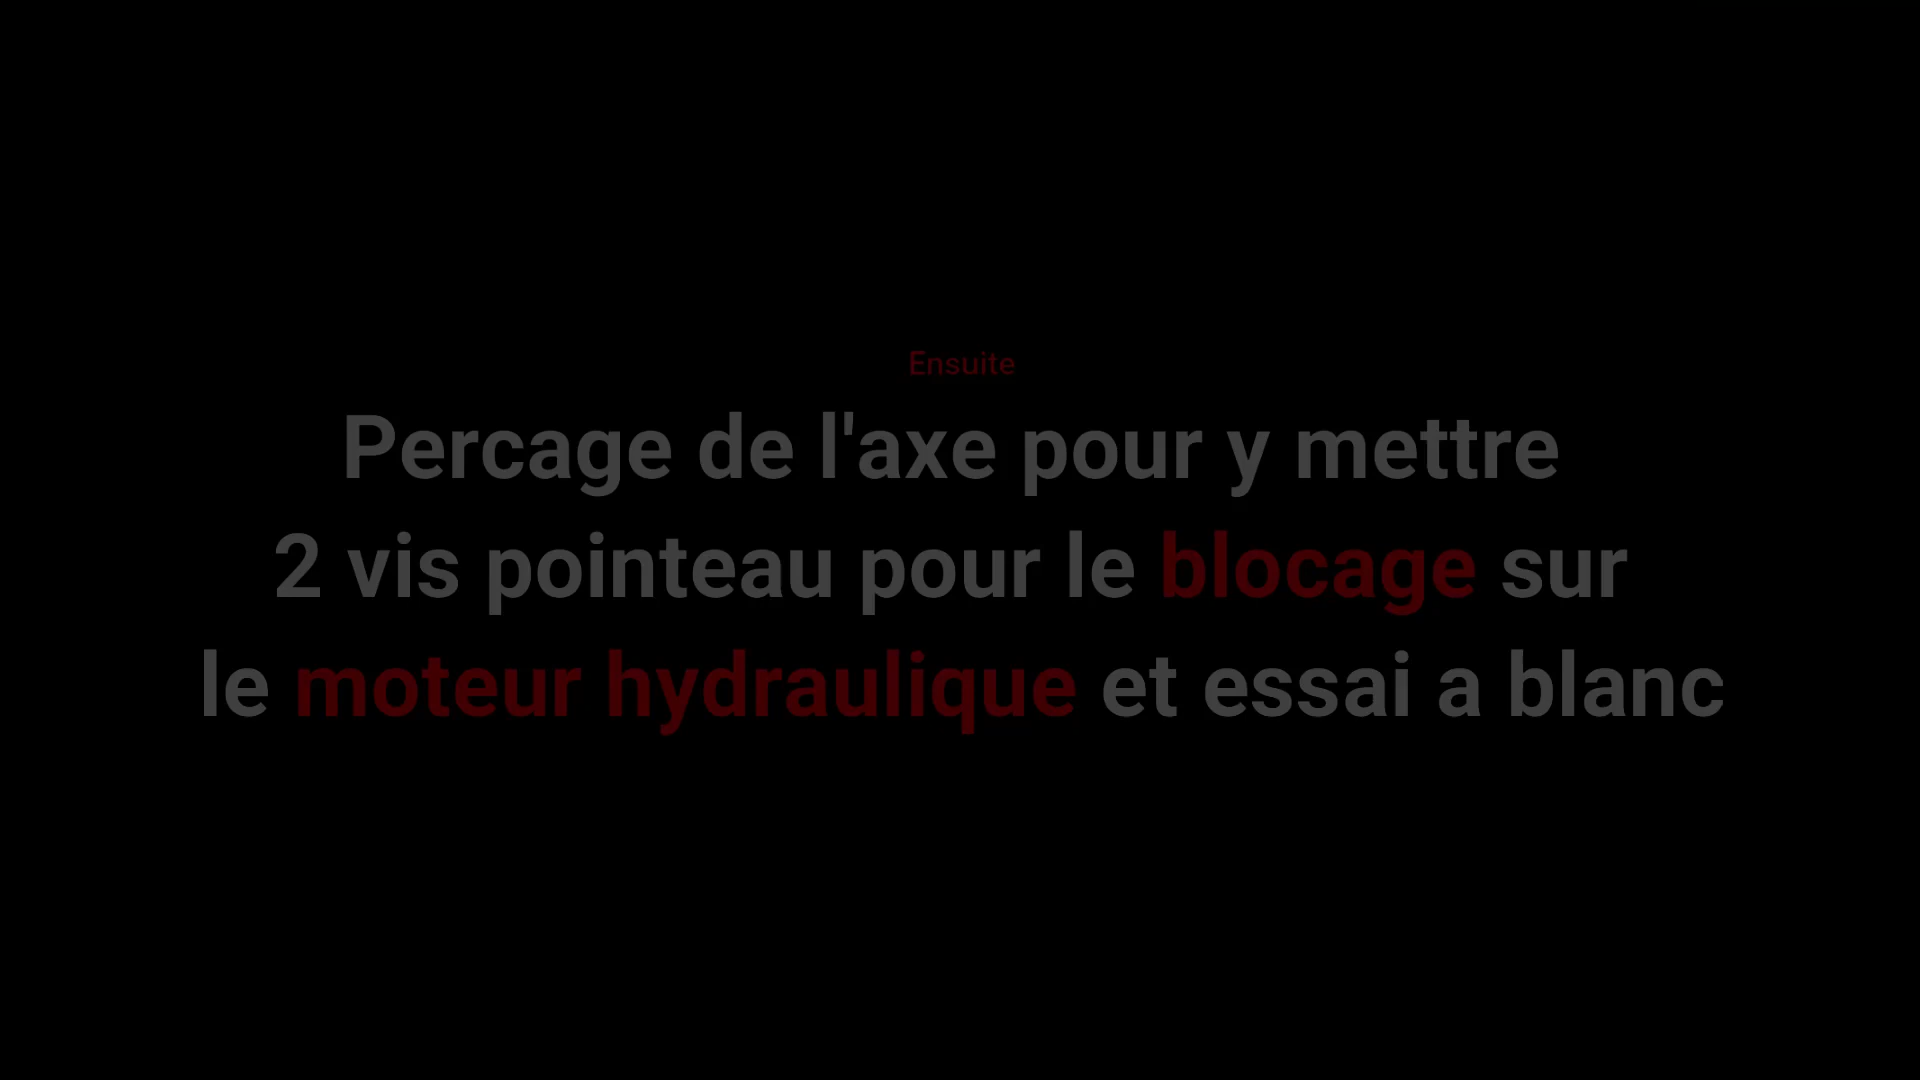 Ensuite
Percage de l'axe pour y mettre
2 vis pointeau pour le blocage sur
le moteur hydraulique et essai a blanc